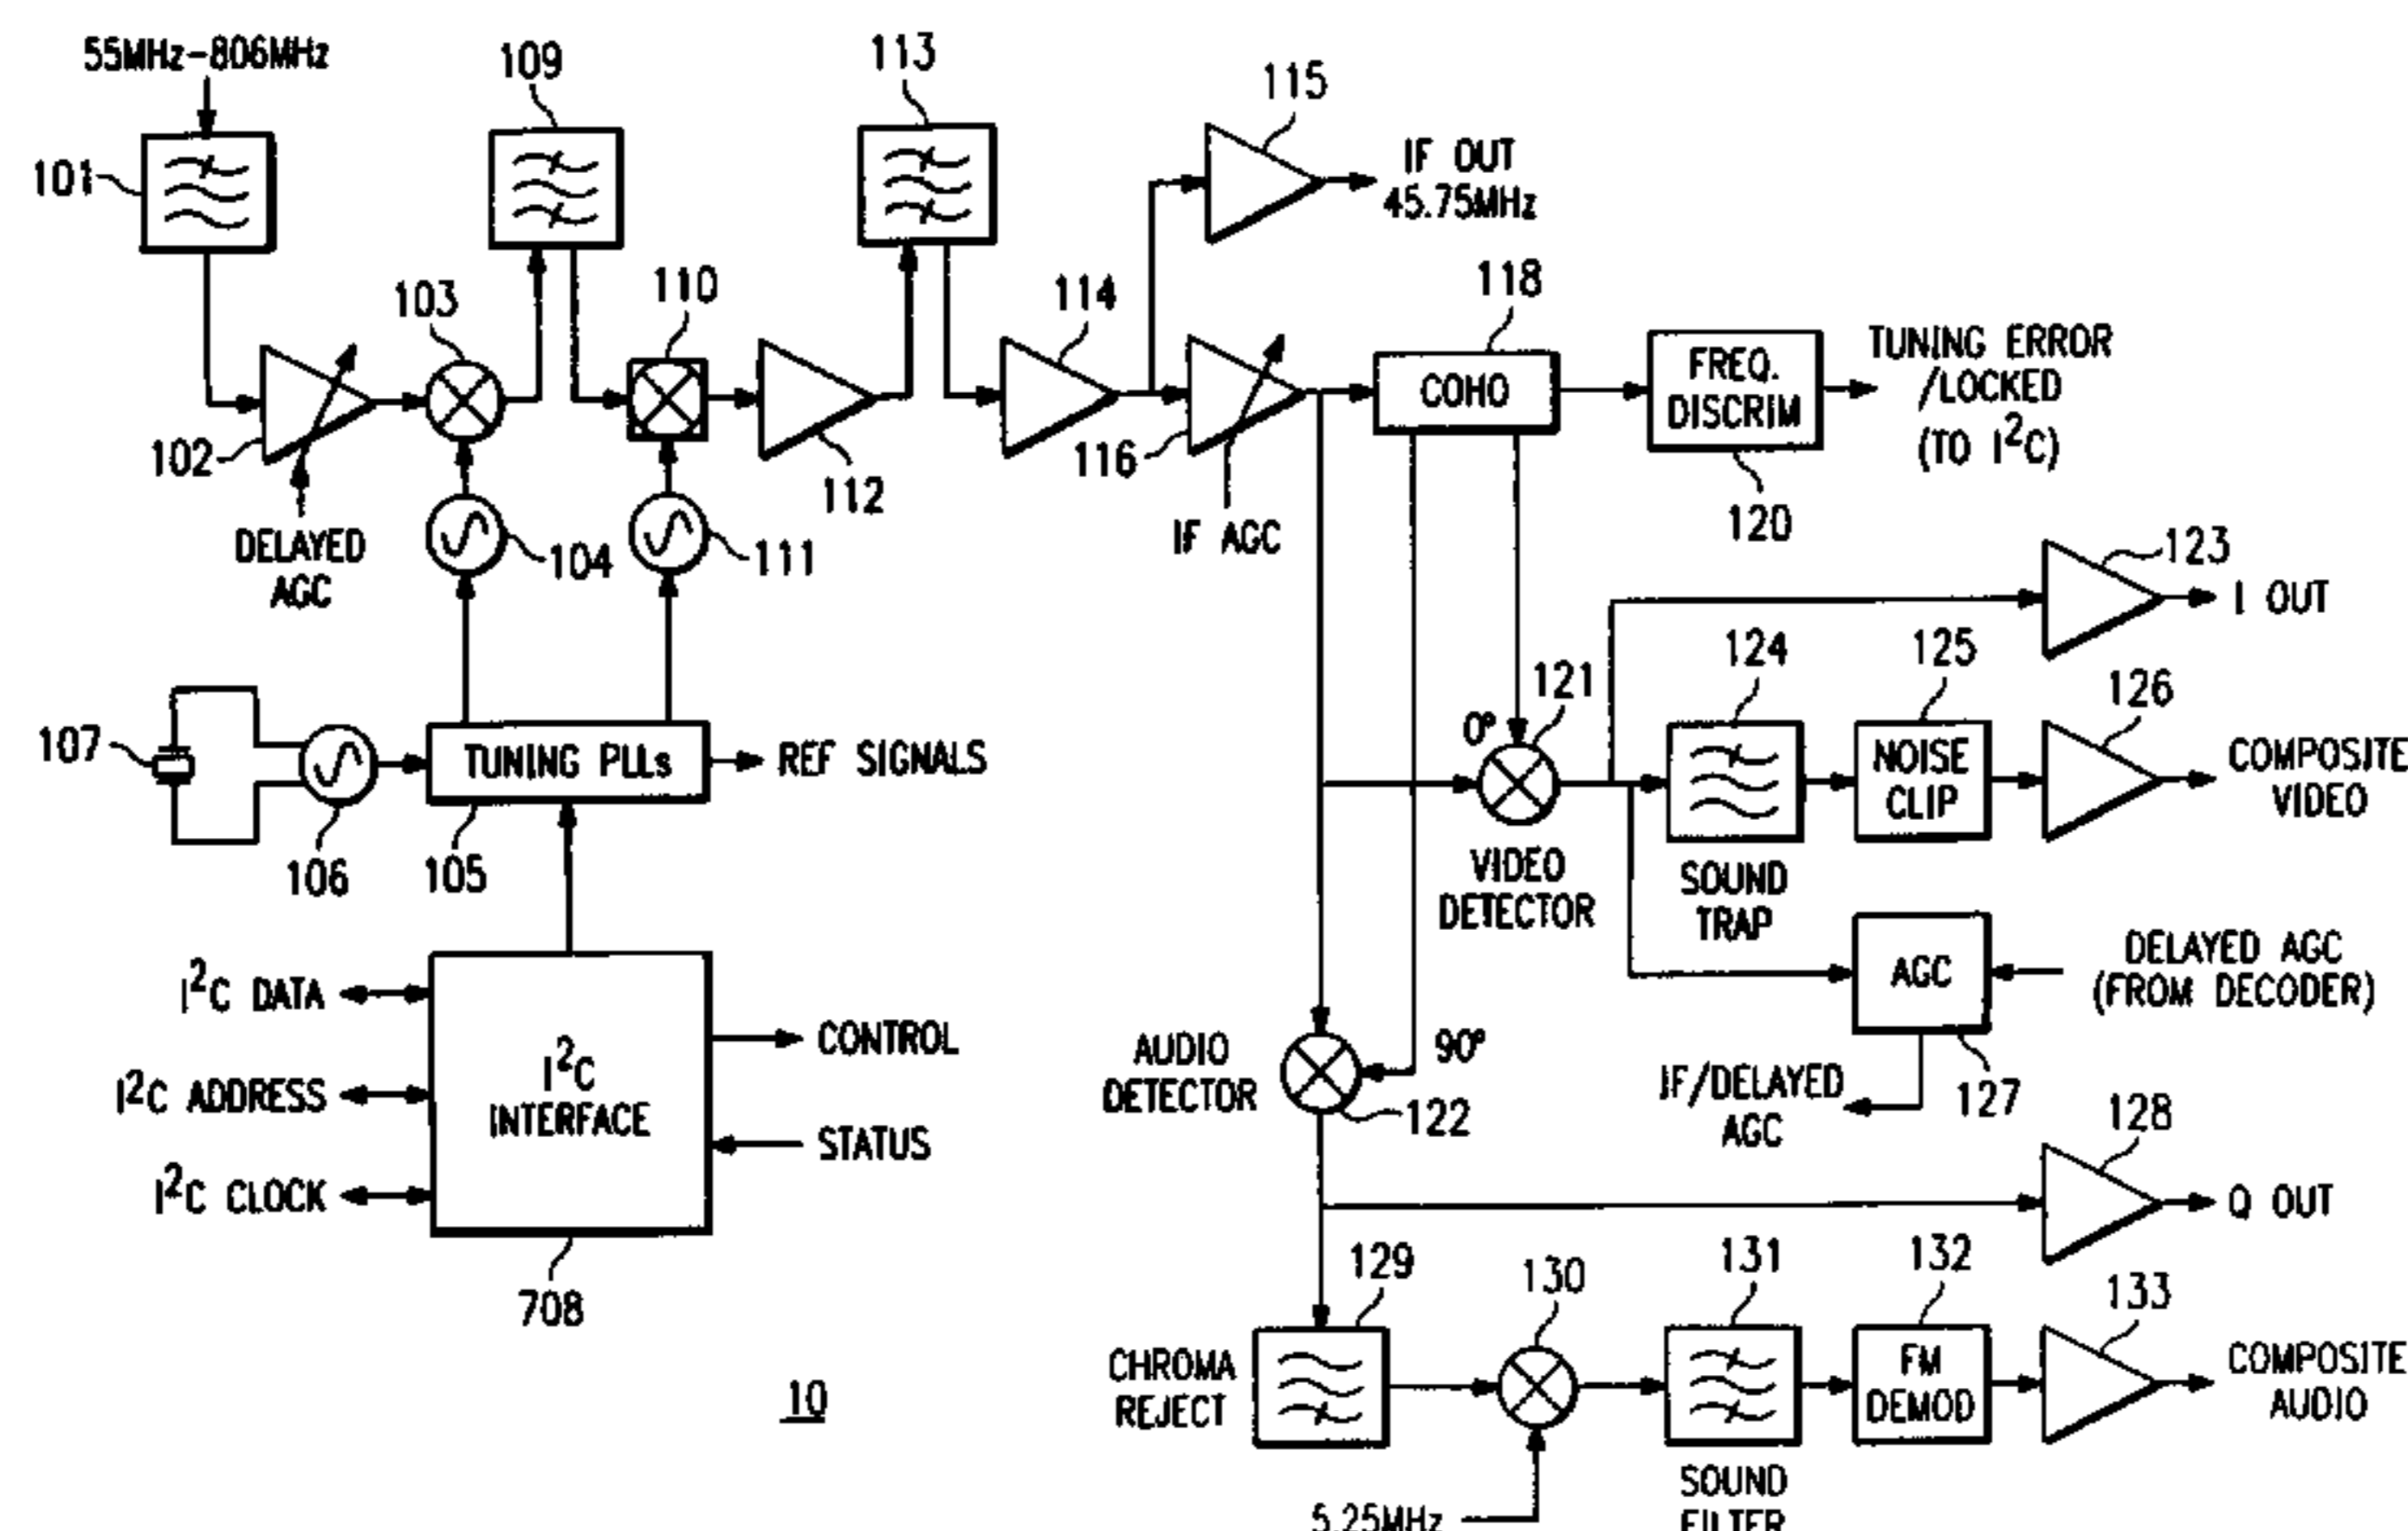 55MHz-806MHz
109
113
115
101
IF OUT
45.75MHz
103
110
114
118
COHO
FREQ.
DISCRIM
TUNING ERROR
/LOCKED
(TO I²C)
102
112
116
120
DELAYED
AGC
104
111
IF AGC
123
I OUT
124
125
121
126
107
TUNING PLLs
REF SIGNALS
0°
NOISE
CLIP
COMPOSITE
VIDEO
106
105
VIDEO
DETECTOR
SOUND
TRAP
I²C DATA
AGC
DELAYED AGC
(FROM DECODER)
I²C ADDRESS
I²C
INTERFACE
CONTROL
AUDIO
DETECTOR
90°
122
IF/DELAYED
AGC
127
128
I²C CLOCK
STATUS
Q OUT
708
129
130
131
132
133
10
CHROMA
REJECT
FM
DEMOD
COMPOSITE
AUDIO
5.25MHz
SOUND
FILTER